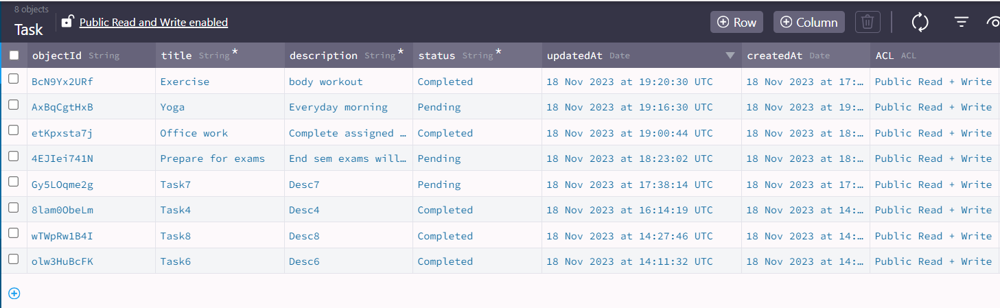 8 objects
Task Public Read and Write enabled Row Column
objectId String title String* description String* status String* updatedAt Date createdAt Date ACL ACL
BcN9Yx2URf Exercise body workout Completed 18 Nov 2023 at 19:20:30 UTC 18 Nov 2023 at 17:… Public Read + Write
AxBqCgtHxB Yoga Everyday morning Pending 18 Nov 2023 at 19:16:30 UTC 18 Nov 2023 at 19:… Public Read + Write
etKpxsta7j Office work Complete assigned … Completed 18 Nov 2023 at 19:00:44 UTC 18 Nov 2023 at 18:… Public Read + Write
4EJIei741N Prepare for exams End sem exams will… Pending 18 Nov 2023 at 18:23:02 UTC 18 Nov 2023 at 18:… Public Read + Write
Gy5LOqme2g Task7 Desc7 Pending 18 Nov 2023 at 17:38:14 UTC 18 Nov 2023 at 17:… Public Read + Write
8lam0ObeLm Task4 Desc4 Completed 18 Nov 2023 at 16:14:19 UTC 18 Nov 2023 at 14:… Public Read + Write
wTWpRw1B4I Task8 Desc8 Completed 18 Nov 2023 at 14:27:46 UTC 18 Nov 2023 at 14:… Public Read + Write
olw3HuBcFK Task6 Desc6 Completed 18 Nov 2023 at 14:11:32 UTC 18 Nov 2023 at 14:… Public Read + Write